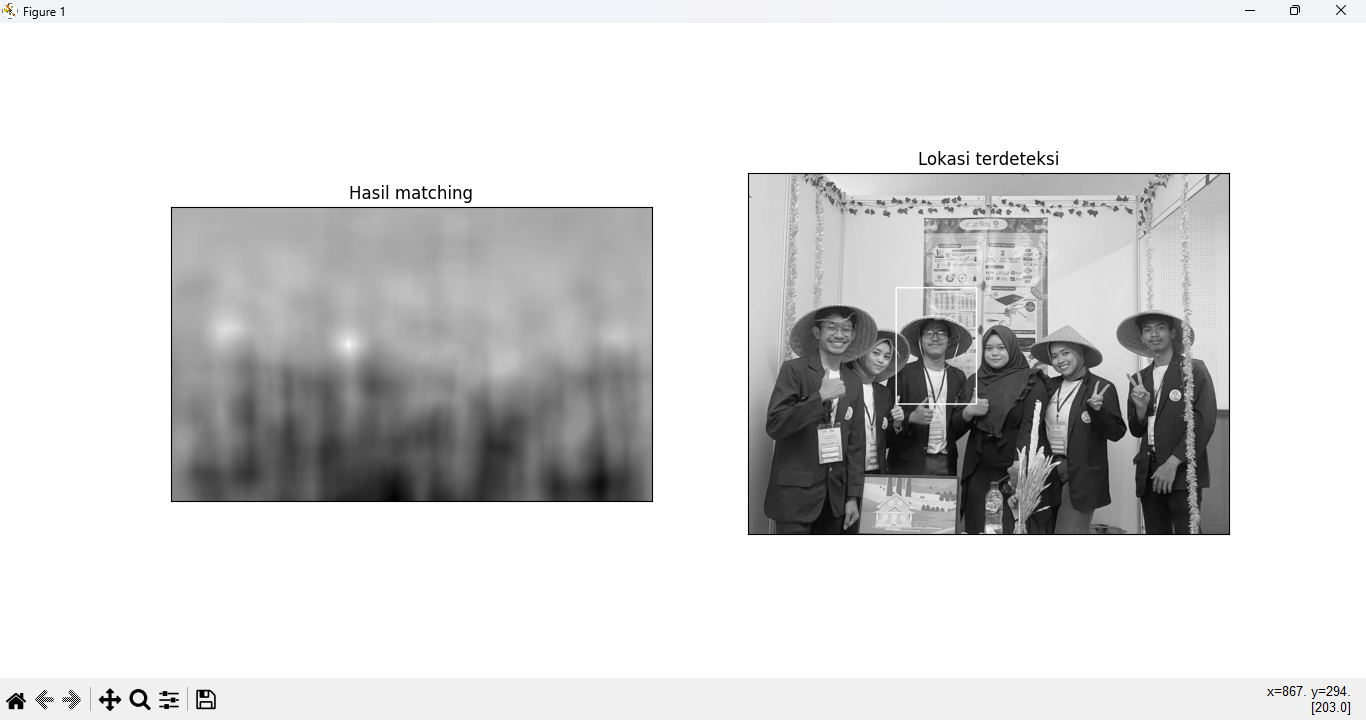 Figure 1
Lokasi terdeteksi
Hasil matching
x=867. y=294.
[203.0]